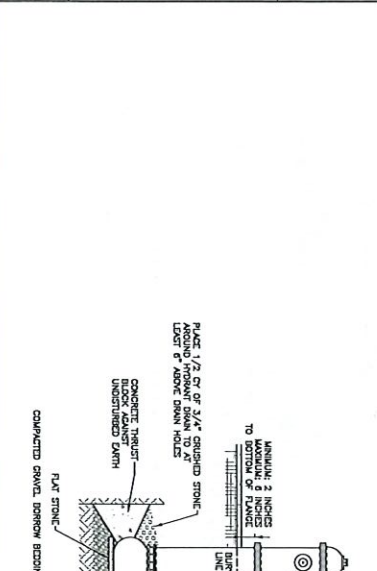 MINIMUM: 2 INCHES
MAXIMUM: 6 INCHES
TO BOTTOM OF FLANGE
PLACE 1/2 CY OF 3/4" CRUSHED STONE
AROUND HYDRANT DRAIN TO AT
LEAST 6" ABOVE DRAIN HOLES
CONCRETE THRUST
BLOCK AGAINST
UNDISTURBED EARTH
FLAT STONE
COMPACTED GRAVEL BORROW
LINE